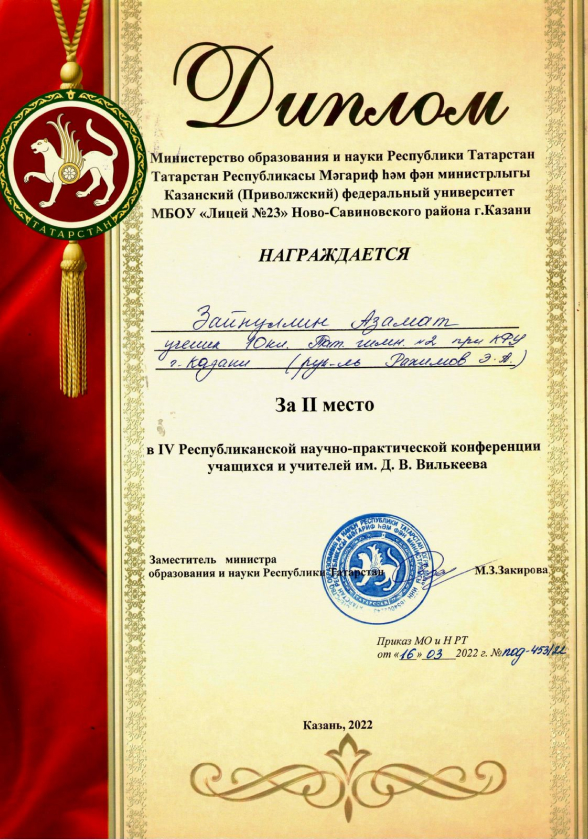 ТАТАРСТАН
Диплом
Министерство образования и науки Республики Татарстан
Татарстан Республикасы Мәгариф һәм фән министрлыгы
Казанский (Приволжский) федеральный университет
МБОУ «Лицей №23» Ново-Савиновского района г.Казани
НАГРАЖДАЕТСЯ
Зайнуллин Азамат
ученик 10кл. Тат. гимн. №2 при КФУ
г. Казани (рук-ль Рахимов Э.А.)
За II место
в IV Республиканской научно-практической конференции
учащихся и учителей им. Д. В. Вилькеева
Заместитель министра
образования и науки Республики Татарстан
М.З.Закирова
Приказ МО и Н РТ
от «16» 03 2022 г. №под-453/22
Казань, 2022